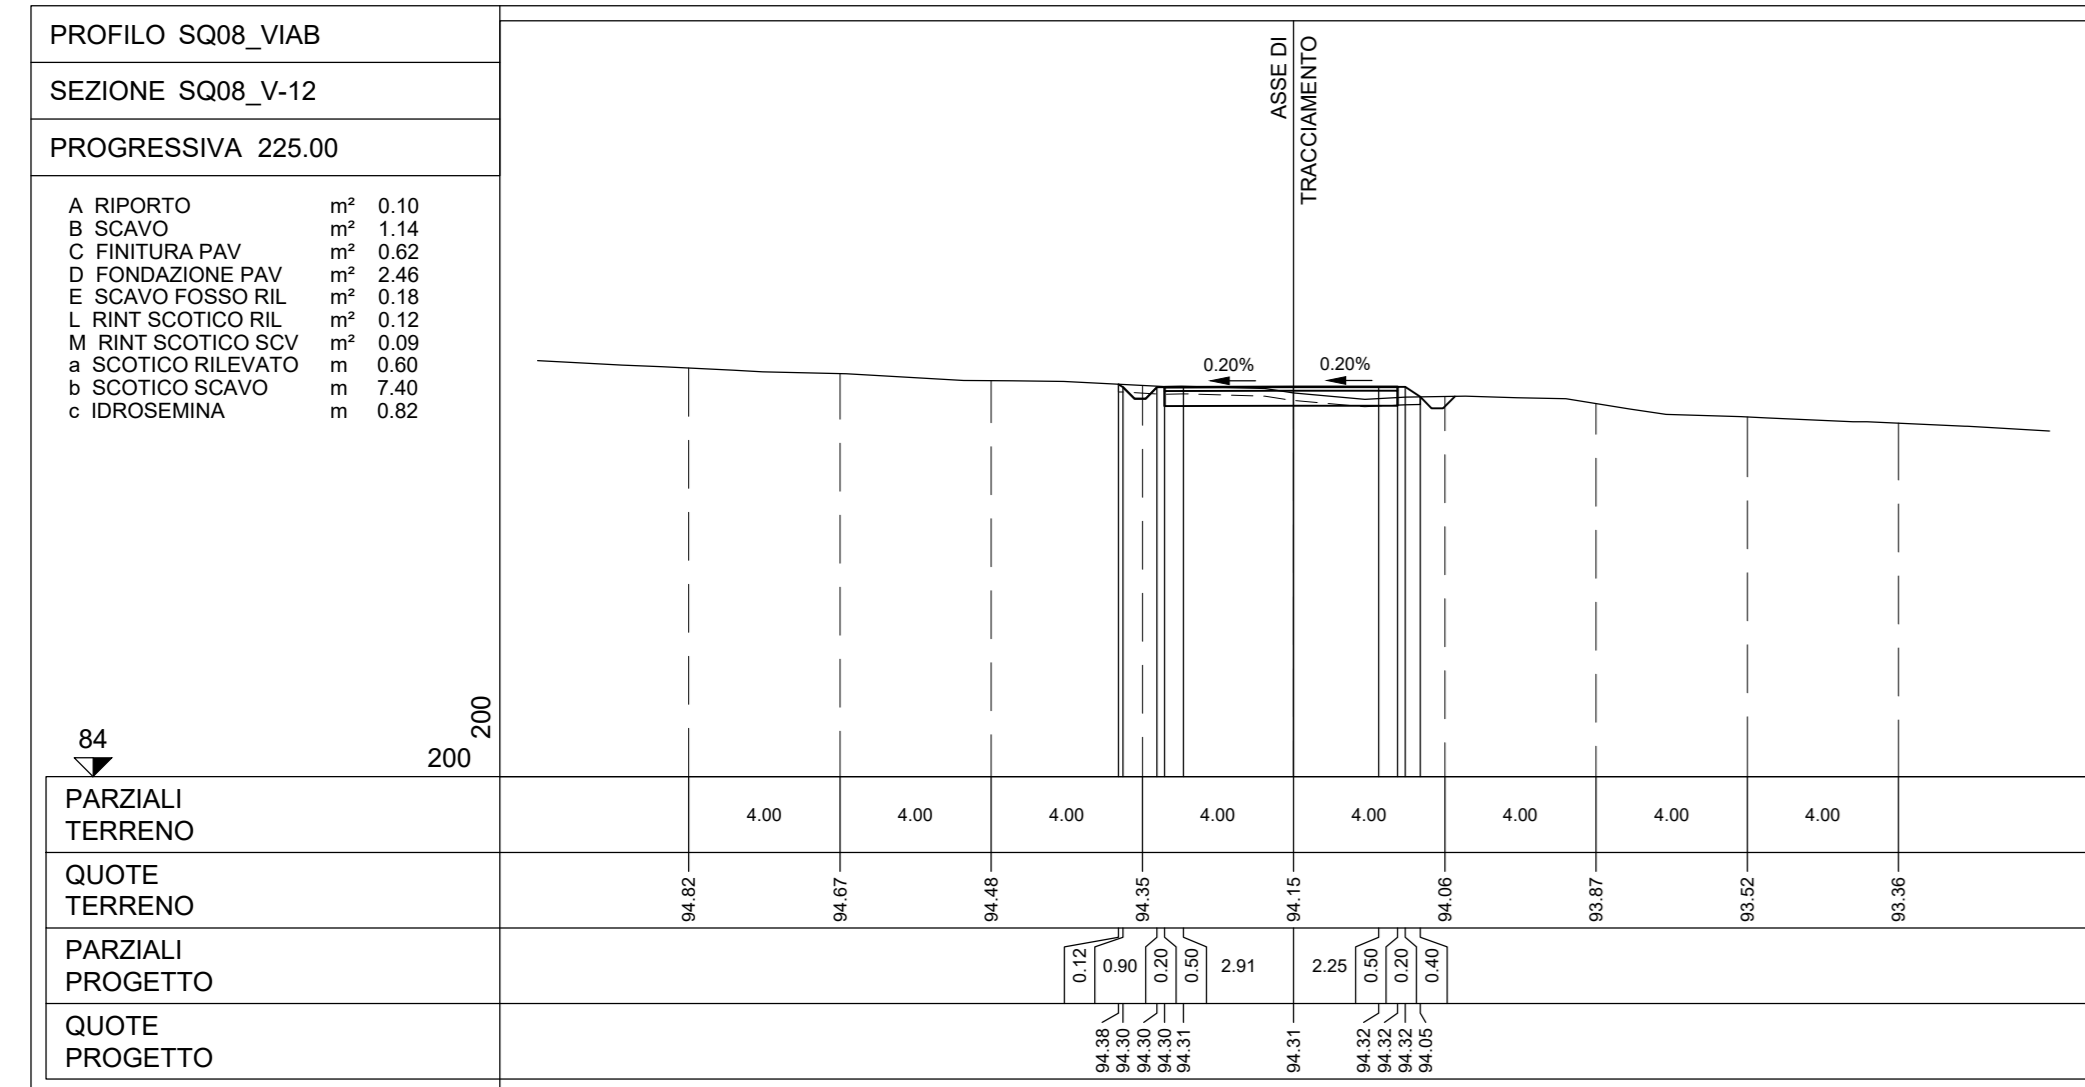 PROFILO SQ08_VIAB
SEZIONE SQ08_V-12
PROGRESSIVA 225.00
A RIPORTO m² 0.10
B SCAVO m² 1.14
C FINITURA PAV m² 0.62
D FONDAZIONE PAV m² 2.46
E SCAVO FOSSO RIL m² 0.18
L RINT SCOTICO RIL m² 0.12
M RINT SCOTICO SCV m² 0.09
a SCOTICO RILEVATO m 0.60
b SCOTICO SCAVO m 7.40
c IDROSEMINA m 0.82
ASSE DI
TRACCIAMENTO
0.20% 0.20%
84
200
200
PARZIALI
TERRENO
4.00 4.00 4.00 4.00 4.00 4.00 4.00 4.00
QUOTE
TERRENO
94.82 94.67 94.48 94.35 94.15 94.06 93.87 93.52 93.36
PARZIALI
PROGETTO
0.12 0.90 0.20 0.50 2.91 2.25 0.50 0.20 0.40
QUOTE
PROGETTO
94.38 94.30 94.30 94.30 94.31 94.31 94.32 94.32 94.32 94.05